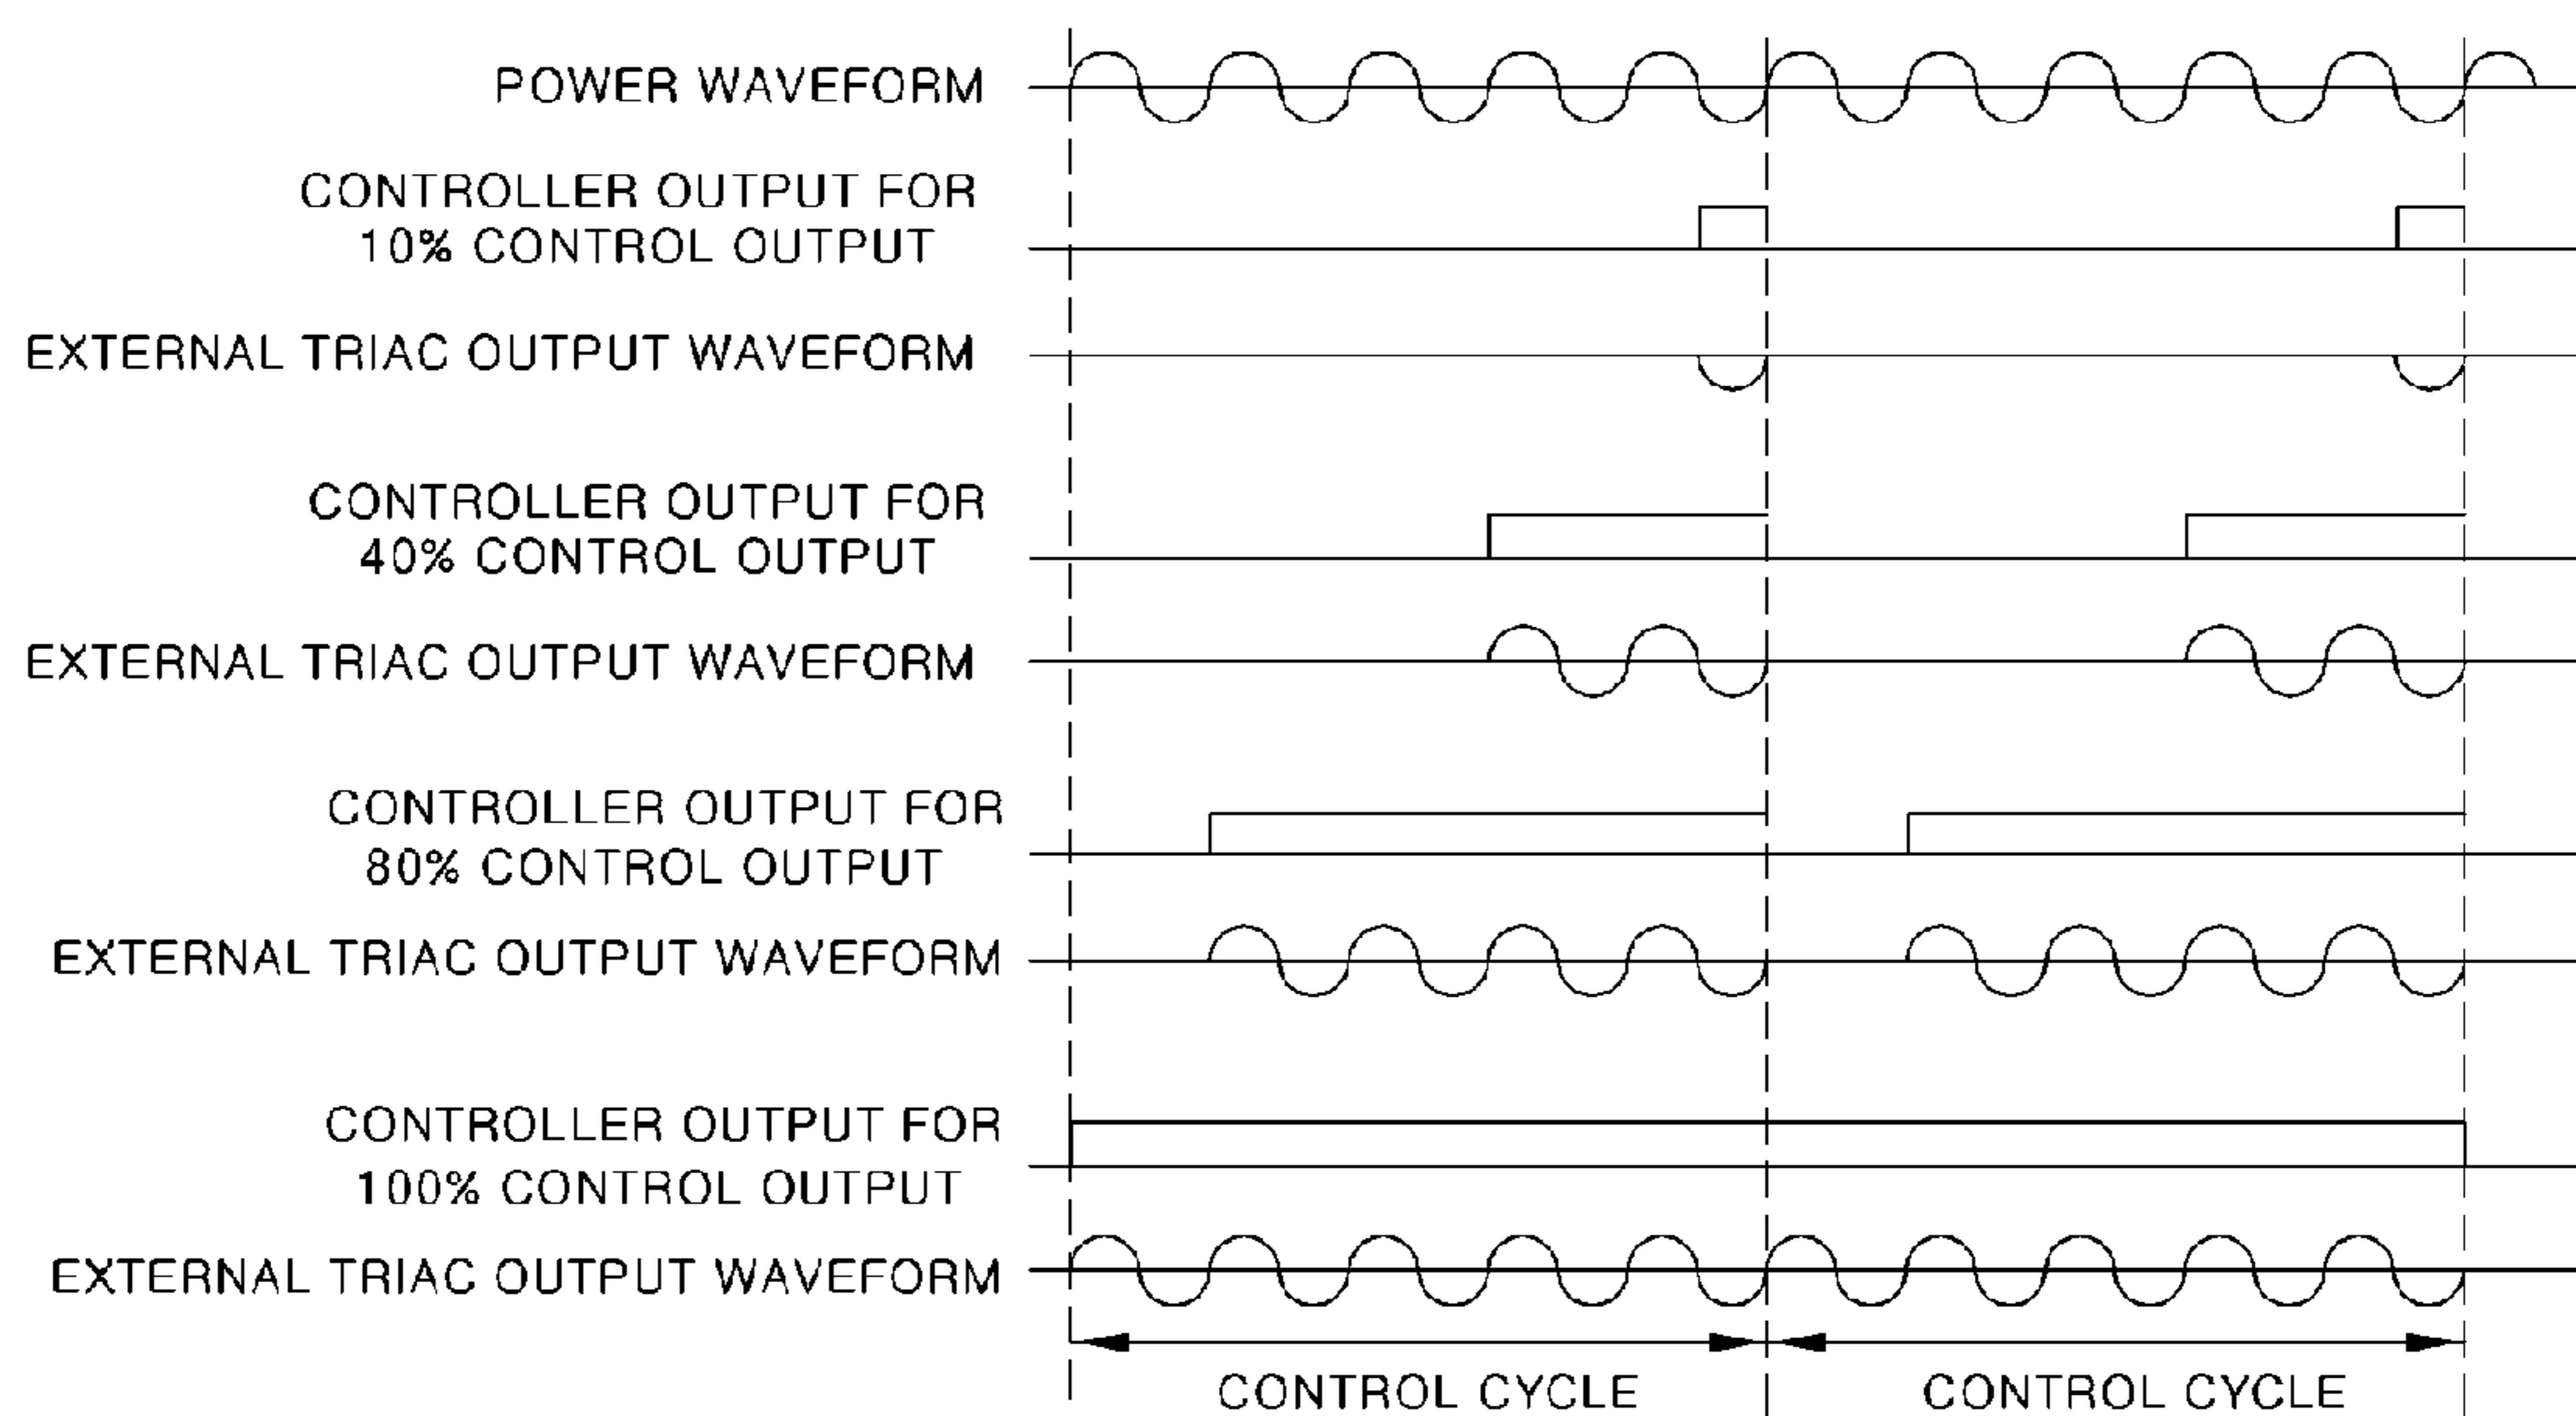 POWER WAVEFORM
CONTROLLER OUTPUT FOR
10% CONTROL OUTPUT
EXTERNAL TRIAC OUTPUT WAVEFORM
CONTROLLER OUTPUT FOR
40% CONTROL OUTPUT
EXTERNAL TRIAC OUTPUT WAVEFORM
CONTROLLER OUTPUT FOR
80% CONTROL OUTPUT
EXTERNAL TRIAC OUTPUT WAVEFORM
CONTROLLER OUTPUT FOR
100% CONTROL OUTPUT
EXTERNAL TRIAC OUTPUT WAVEFORM
CONTROL CYCLE
CONTROL CYCLE